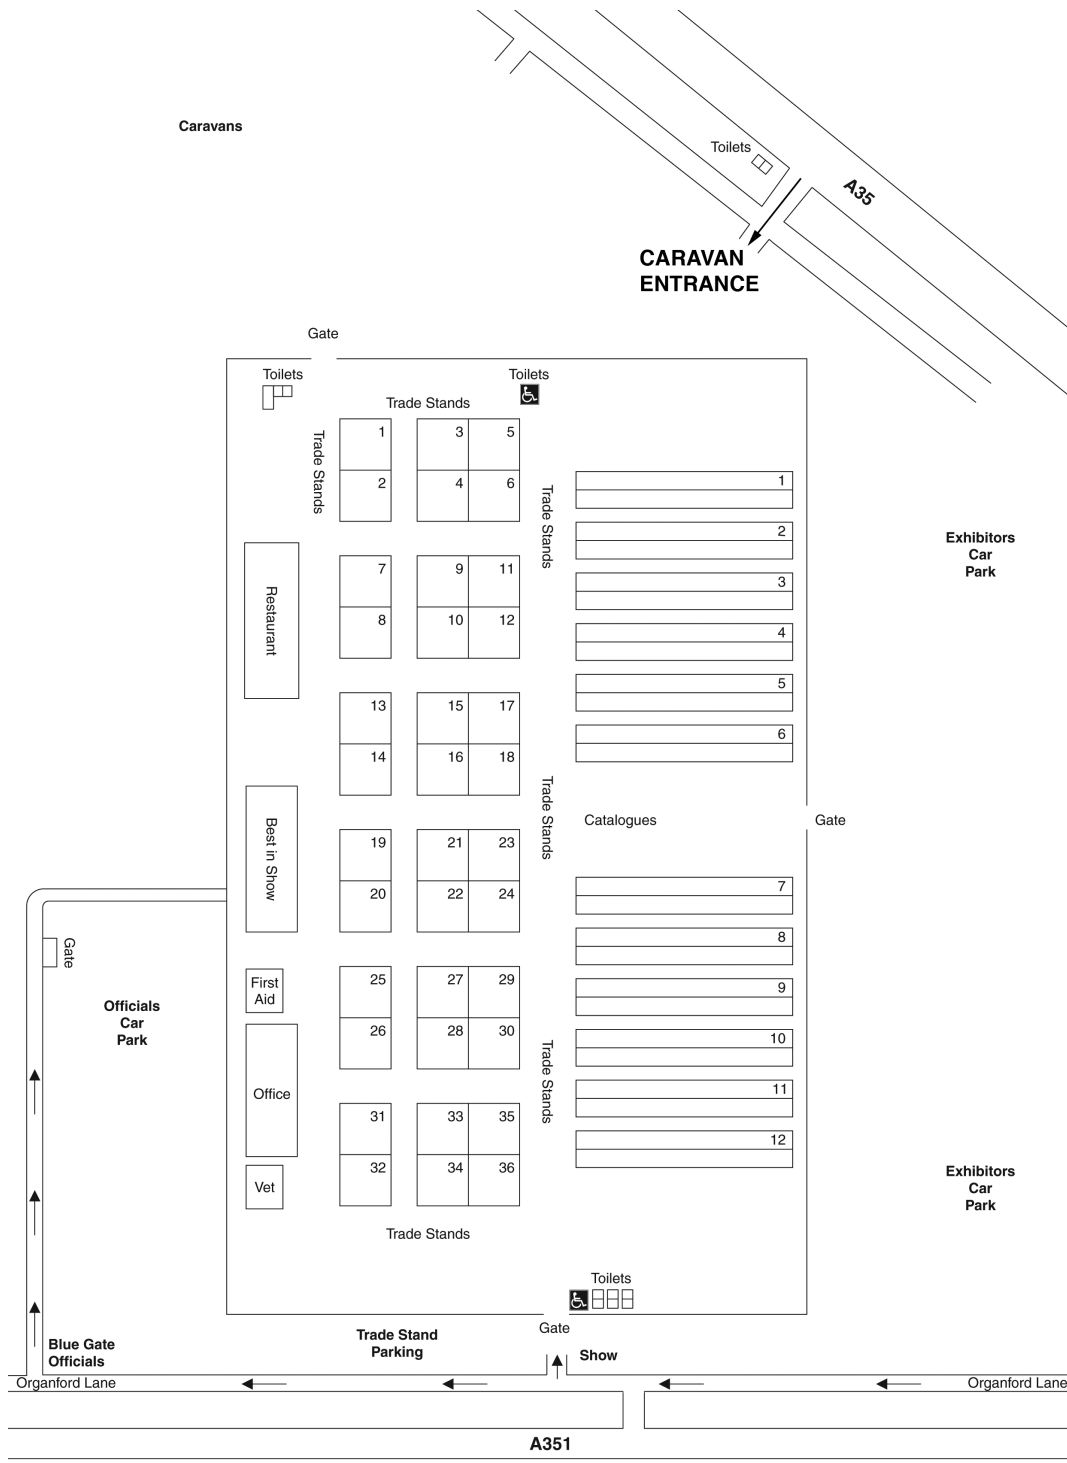 Caravans
Toilets
A35
CARAVAN
ENTRANCE
Gate
Toilets
Toilets
Trade Stands
Trade Stands
1
3
5
2
4
6
Trade Stands
1
2
Exhibitors
Car
Park
Restaurant
7
9
11
8
10
12
3
4
5
6
13
15
17
14
16
18
Trade Stands
Best in Show
Catalogues
Gate
19
21
23
20
22
24
7
8
9
10
11
12
Gate
Officials
Car
Park
First
Aid
25
27
29
26
28
30
Trade Stands
Office
31
33
35
32
34
36
Vet
Exhibitors
Car
Park
Trade Stands
Toilets
Gate
Blue Gate
Officials
Trade Stand
Parking
Show
Organford Lane
Organford Lane
A351